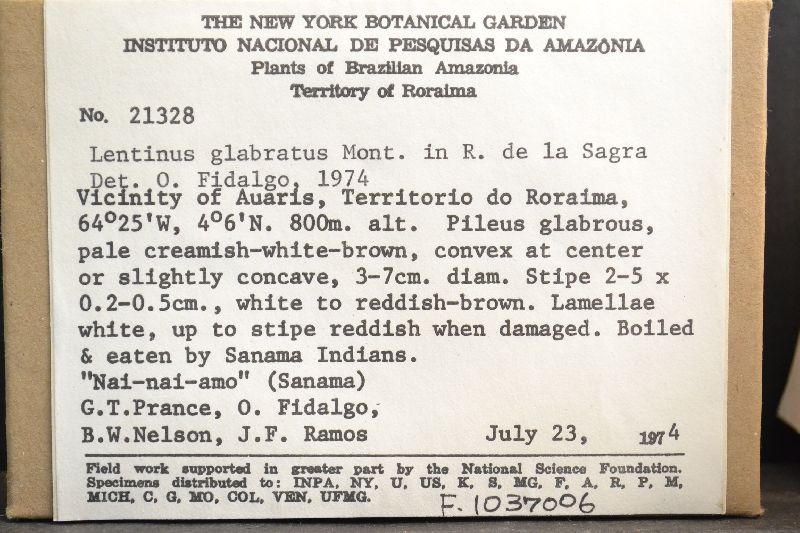 THE NEW YORK BOTANICAL GARDEN
INSTITUTO NACIONAL DE PESQUISAS DA AMAZÔNIA
Plants of Brazilian Amazonia
Territory of Roraima
No. 21328
Lentinus glabratus Mont. in R. de la Sagra
Det. O. Fidalgo, 1974
Vicinity of Auaris, Territorio do Roraima,
64°25'W, 4°6'N. 800m. alt. Pileus glabrous,
pale creamish-white-brown, convex at center
or slightly concave, 3-7cm. diam. Stipe 2-5 x
0.2-0.5cm., white to reddish-brown. Lamellae
white, up to stipe reddish when damaged. Boiled
& eaten by Sanama Indians.
"Nai-nai-amo" (Sanama)
G.T.Prance, O. Fidalgo,
B.W.Nelson, J.F. Ramos July 23, 1974
Field work supported in greater part by the National Science Foundation.
Specimens distributed to: INPA, NY, U, US, K, S, MG, F, A, R, P, M,
MICH, C, G, MO, COL, VEN, UFMG.
F. 1037006